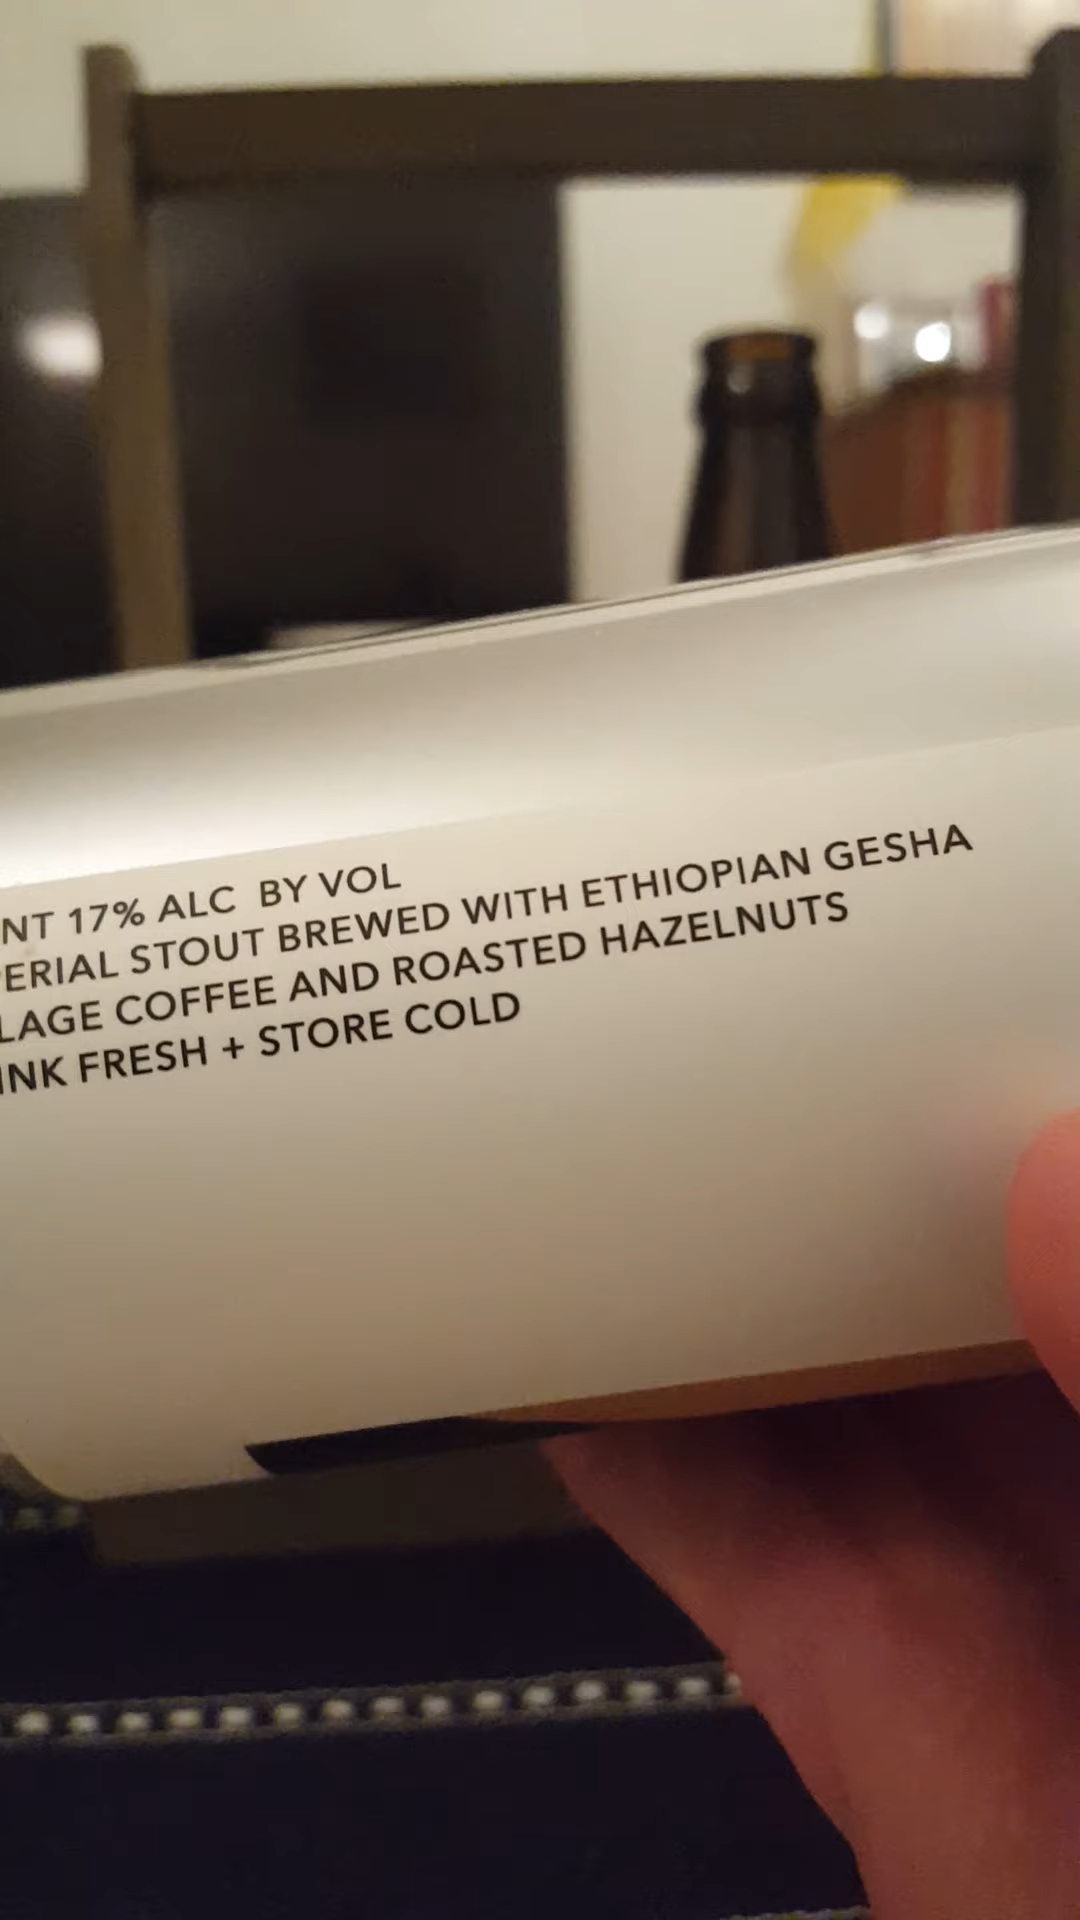 NT 17% ALC BY VOL
ERIAL STOUT BREWED WITH ETHIOPIAN GESHA
LAGE COFFEE AND ROASTED HAZELNUTS
INK FRESH + STORE COLD